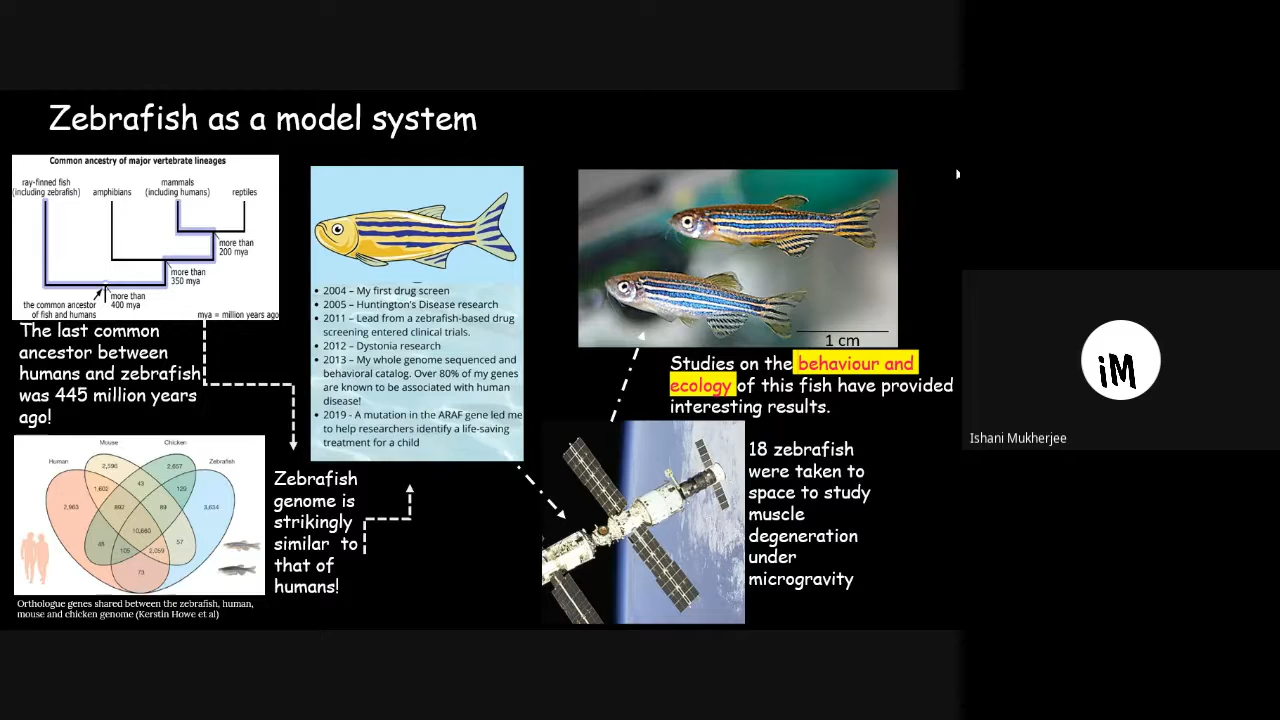 Zebrafish as a model system
Common ancestry of major vertebrate lineages
ray-finned fish
(including zebrafish)
amphibians
mammals
(including humans)
reptiles
more than
200 mya
more than
350 mya
more than
400 mya
the common ancestor
of fish and humans
mya = million years ago
The last common
ancestor between
humans and zebrafish
was 445 million years
ago!
Human
Mouse
Chicken
Zebrafish
2,596
2,657
43
1,602
129
2,963
892
89
3,634
10,660
48
57
105
2,059
73
Orthologue genes shared between the zebrafish, human,
mouse and chicken genome (Kerstin Howe et al)
Zebrafish
genome is
strikingly
similar to
that of
humans!
• 2004 – My first drug screen
• 2005 – Huntington's Disease research
• 2011 – Lead from a zebrafish-based drug
screening entered clinical trials.
• 2012 – Dystonia research
• 2013 – My whole genome sequenced and
behavioral catalog. Over 80% of my genes
are known to be associated with human
disease!
• 2019 - A mutation in the ARAF gene led me
to help researchers identify a life-saving
treatment for a child
1 cm
Studies on the behaviour and
ecology of this fish have provided
interesting results.
18 zebrafish
were taken to
space to study
muscle
degeneration
under
microgravity
iM
Ishani Mukherjee